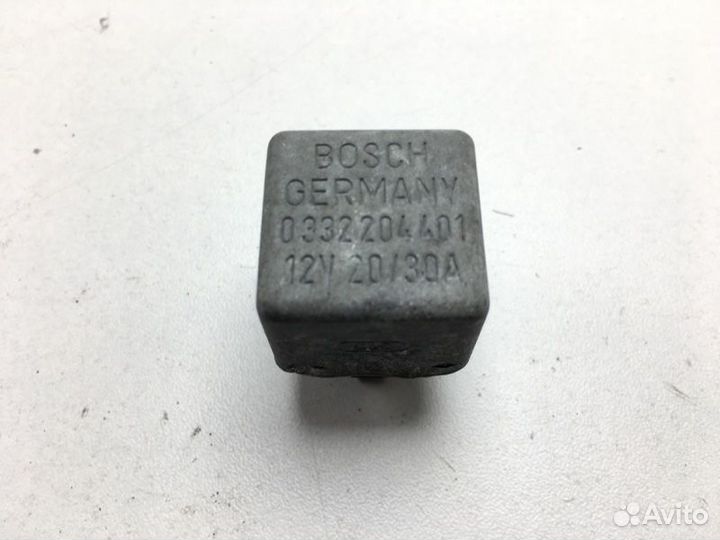 BOSCH
GERMANY
0332204401
12V 20/30A
Avito